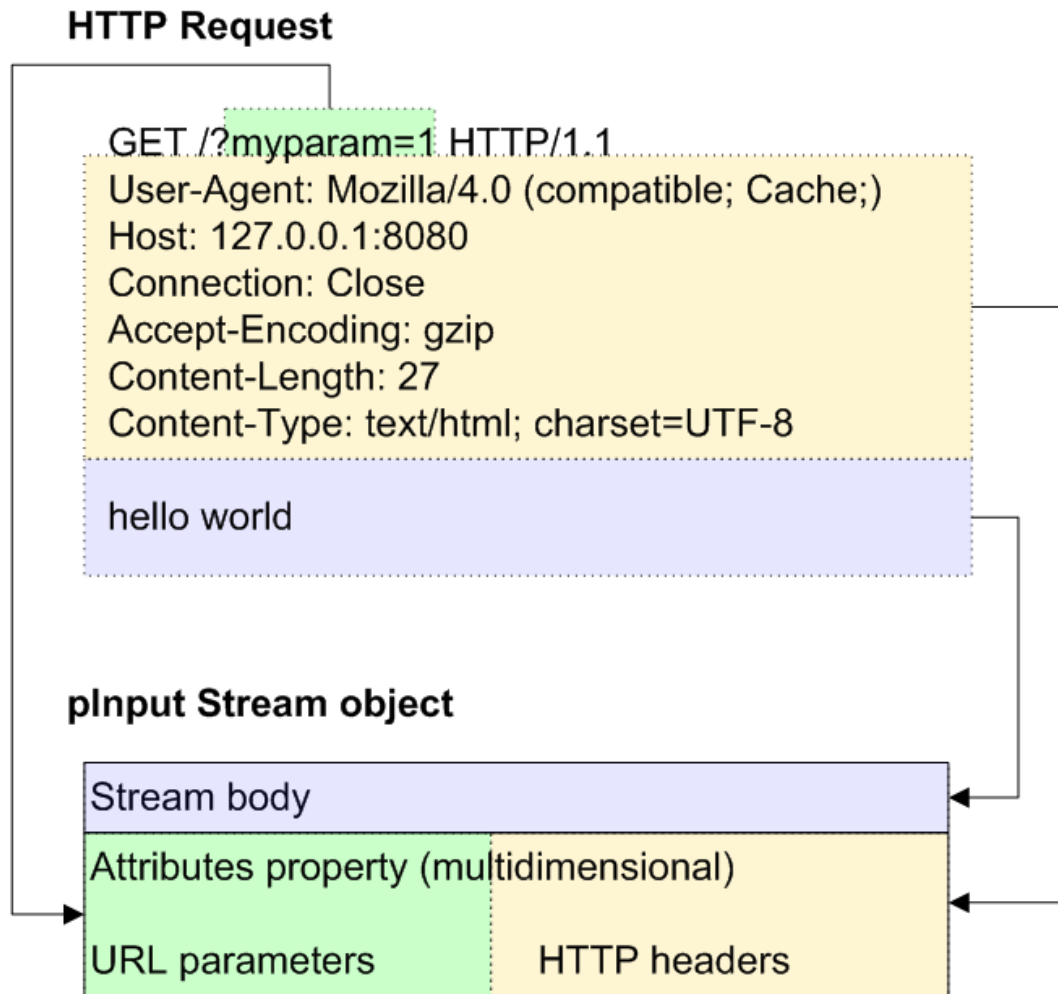 HTTP Request
GET /?myparam=1 HTTP/1.1
User-Agent: Mozilla/4.0 (compatible; Cache;)
Host: 127.0.0.1:8080
Connection: Close
Accept-Encoding: gzip
Content-Length: 27
Content-Type: text/html; charset=UTF-8
hello world
pInput Stream object
Stream body
Attributes property (multidimensional)
URL parameters HTTP headers